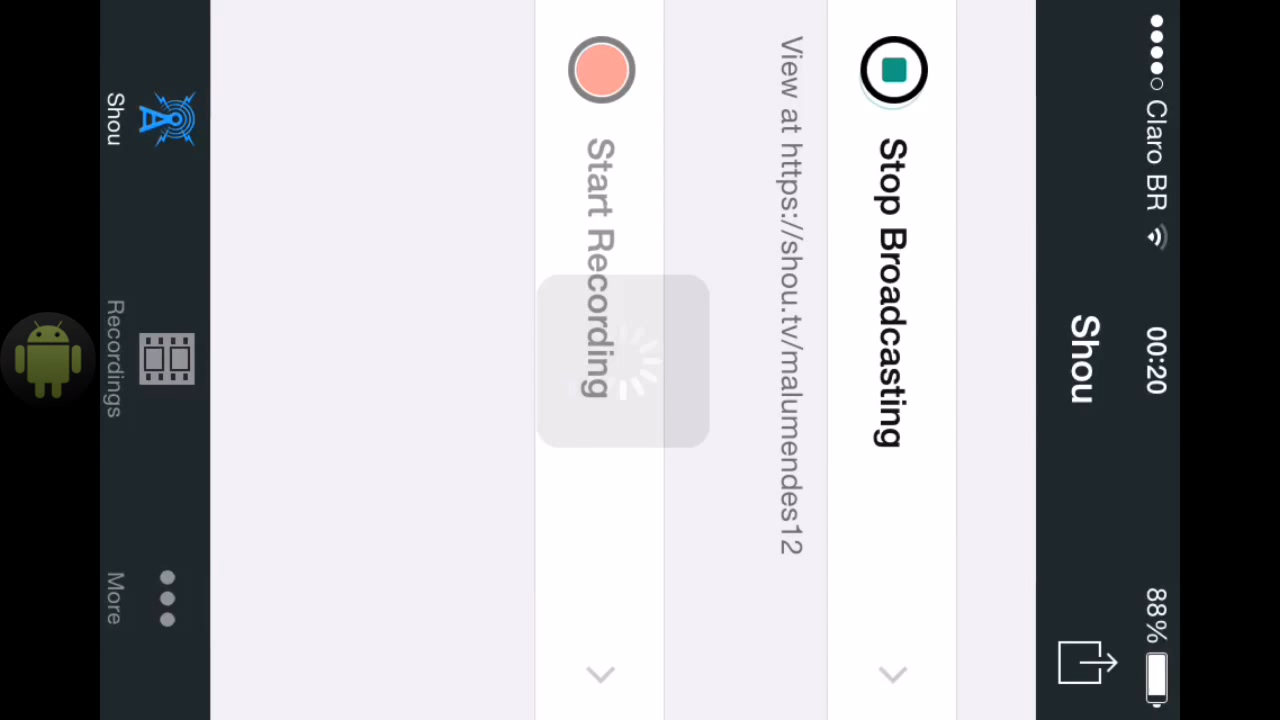 Claro BR 00:20 88%
Shou
Stop Broadcasting
View at https://shou.tv/malumendes12
Start Recording
Shou Recordings More